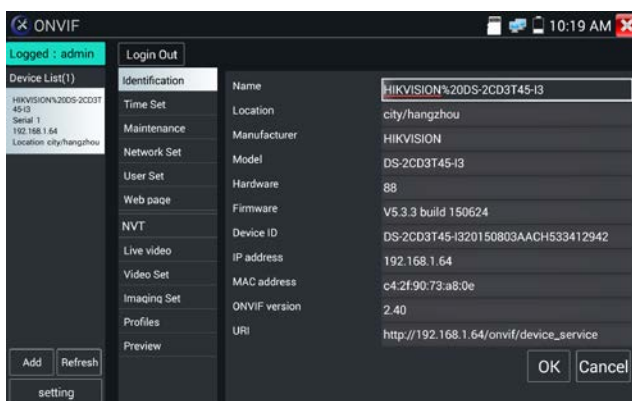 ONVIF
10:19 AM
Logged : admin
Login Out
Device List(1)
HIKVISION%20DS-2CD3T
45-I3
Serial 1
192.168.1.64
Location city/hangzhou
Identification
Time Set
Maintenance
Network Set
User Set
Web page
NVT
Live video
Video Set
Imaging Set
Profiles
Preview
Name HIKVISION%20DS-2CD3T45-I3
Location city/hangzhou
Manufacturer HIKVISION
Model DS-2CD3T45-I3
Hardware 88
Firmware V5.3.3 build 150624
Device ID DS-2CD3T45-I320150803AACH533412942
IP address 192.168.1.64
MAC address c4:2f:90:73:a8:0e
ONVIF version 2.40
URI http://192.168.1.64/onvif/device_service
Add Refresh
setting
OK Cancel